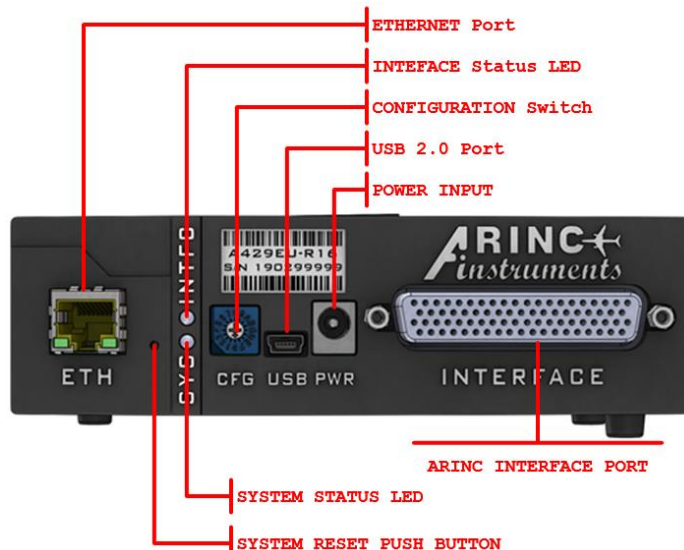 ETHERNET Port
INTEFACE Status LED
CONFIGURATION Switch
USB 2.0 Port
POWER INPUT
INTFC
SYS
A429EU-R16
S/N 190299999
ARINC
instruments
ETH
CFG USB PWR
INTERFACE
ARINC INTERFACE PORT
SYSTEM STATUS LED
SYSTEM RESET PUSH BUTTON